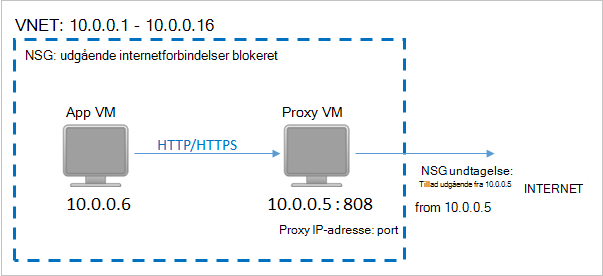 VNET: 10.0.0.1 - 10.0.0.16
NSG: udgående internetforbindelser blokeret
App VM
Proxy VM
HTTP/HTTPS
10.0.0.6
10.0.0.5:808
Proxy IP-adresse: port
NSG undtagelse:
Tillad udgående fra 10.0.0.5
from 10.0.0.5
INTERNET